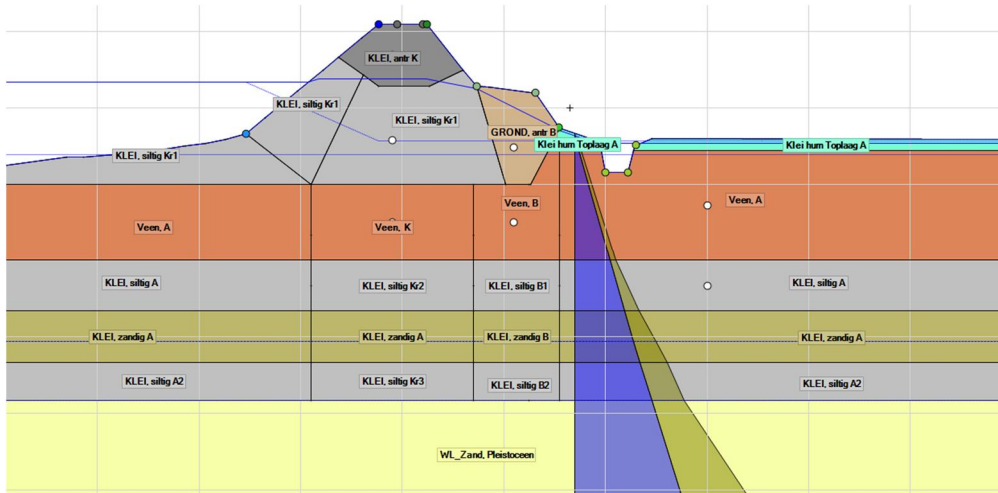 KLEI, antr K
KLEI, siltig Kr1
KLEI, siltig Kr1
GROND, antr B
Klei hum Toplaag A
Klei hum Toplaag A
KLEI, siltig Kr1
Veen, A
Veen, K
Veen, B
Veen, A
KLEI, siltig A
KLEI, siltig Kr2
KLEI, siltig B1
KLEI, siltig A
KLEI, zandig A
KLEI, zandig A
KLEI, zandig B
KLEI, zandig A
KLEI, siltig A2
KLEI, siltig Kr3
KLEI, siltig B2
KLEI, siltig A2
WL_Zand, Pleistoceen